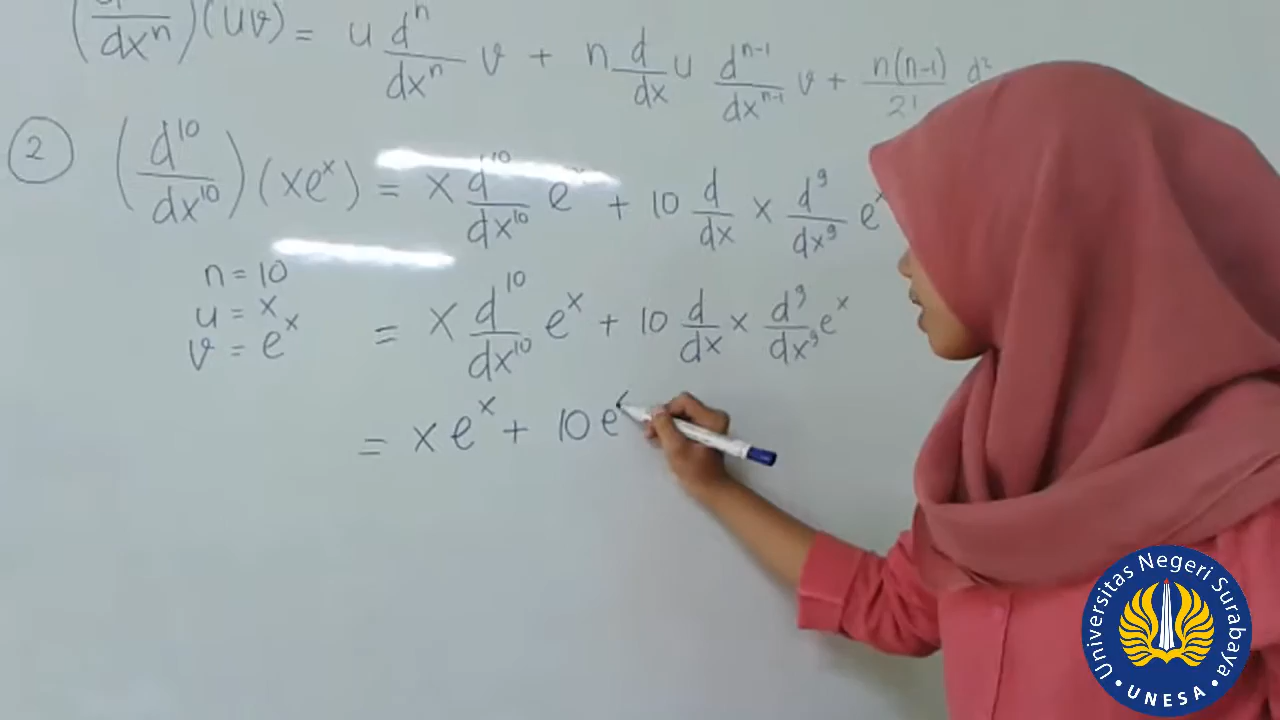 (d^n/dx^n)(uv) = u d^n/dx^n v + n d/dx u d^(n-1)/dx^(n-1) v + n(n-1)/2! d²
② (d^10/dx^10)(xe^x) = x d^10/dx^10 e + 10 d/dx x d^9/dx^9 e^x
n = 10
u = x
v = e^x
= x d^10/dx^10 e^x + 10 d/dx x d^9/dx^9 e^x
= x e^x + 10 e
Universitas Negeri Surabaya
• UNESA •